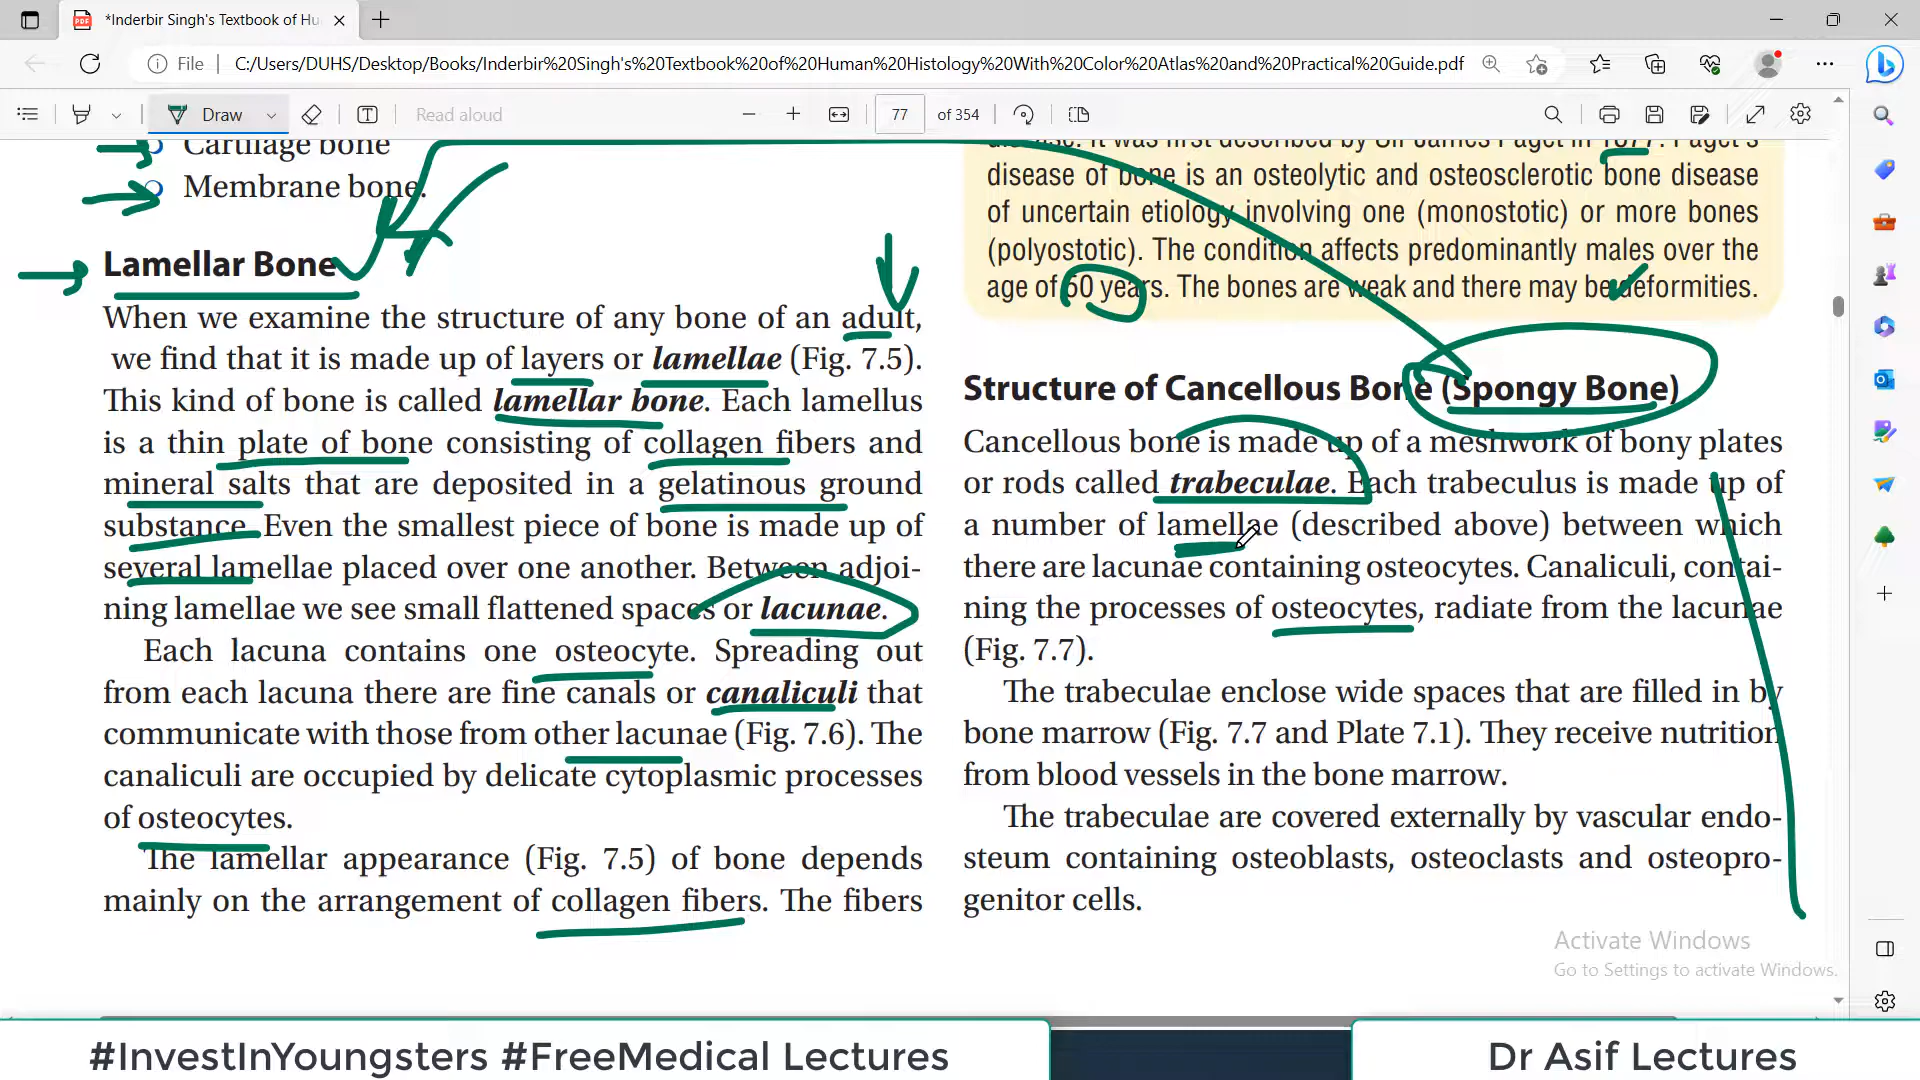 *Inderbir Singh's Textbook of Hu
File
C:/Users/DUHS/Desktop/Books/Inderbir%20Singh's%20Textbook%20of%20Human%20Histology%20With%20Color%20Atlas%20and%20Practical%20Guide.pdf
Draw
Read aloud
77 of 354
Cartilage bone
Membrane bone.
Lamellar Bone
When we examine the structure of any bone of an adult,
we find that it is made up of layers or lamellae (Fig. 7.5).
This kind of bone is called lamellar bone. Each lamellus
is a thin plate of bone consisting of collagen fibers and
mineral salts that are deposited in a gelatinous ground
substance. Even the smallest piece of bone is made up of
several lamellae placed over one another. Between adjoi-
ning lamellae we see small flattened spaces or lacunae.
Each lacuna contains one osteocyte. Spreading out
from each lacuna there are fine canals or canaliculi that
communicate with those from other lacunae (Fig. 7.6). The
canaliculi are occupied by delicate cytoplasmic processes
of osteocytes.
The lamellar appearance (Fig. 7.5) of bone depends
mainly on the arrangement of collagen fibers. The fibers
disease. It was first described by Sir James Paget in 1877. Paget's
disease of bone is an osteolytic and osteosclerotic bone disease
of uncertain etiology involving one (monostotic) or more bones
(polyostotic). The condition affects predominantly males over the
age of 50 years. The bones are weak and there may be deformities.
Structure of Cancellous Bone (Spongy Bone)
Cancellous bone is made up of a meshwork of bony plates
or rods called trabeculae. Each trabeculus is made up of
a number of lamellae (described above) between which
there are lacunae containing osteocytes. Canaliculi, contai-
ning the processes of osteocytes, radiate from the lacunae
(Fig. 7.7).
The trabeculae enclose wide spaces that are filled in by
bone marrow (Fig. 7.7 and Plate 7.1). They receive nutrition
from blood vessels in the bone marrow.
The trabeculae are covered externally by vascular endo-
steum containing osteoblasts, osteoclasts and osteopro-
genitor cells.
Activate Windows
Go to Settings to activate Windows.
#InvestInYoungsters #FreeMedical Lectures
Dr Asif Lectures